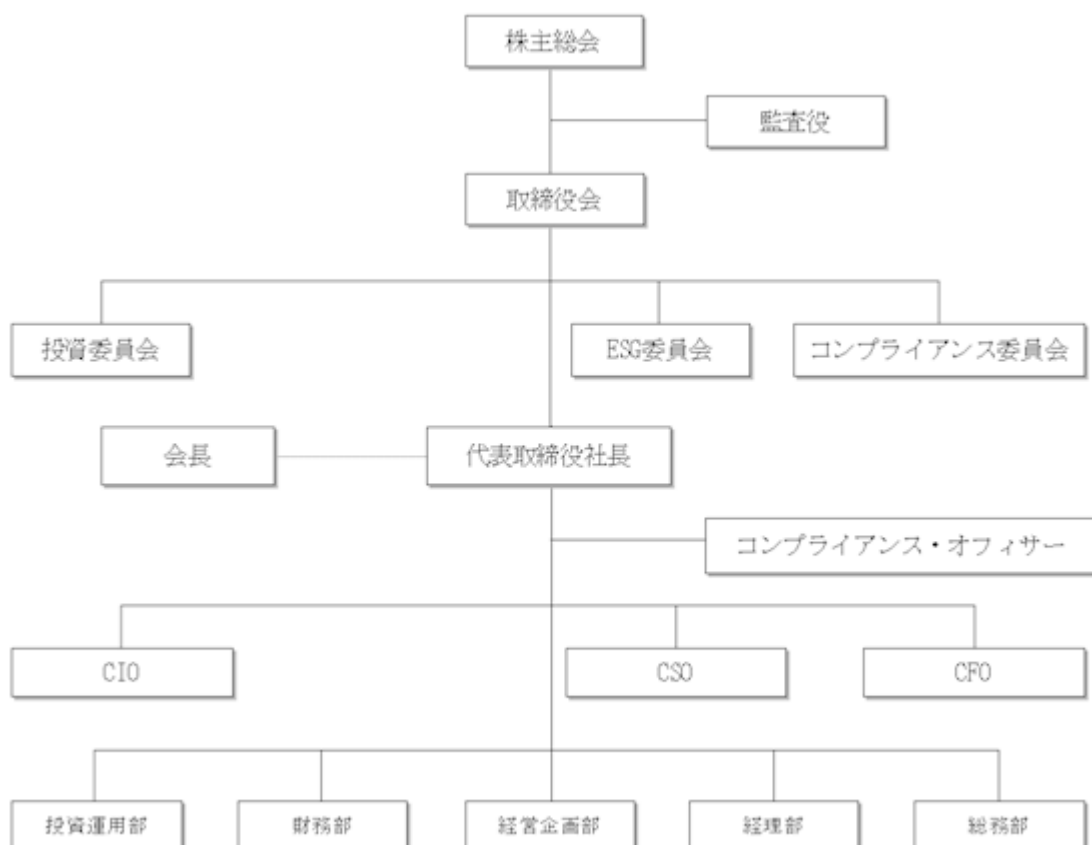 株主総会
監査役
取締役会
投資委員会
ESG委員会
コンプライアンス委員会
会長
代表取締役社長
コンプライアンス・オフィサー
CIO
CSO
CFO
投資運用部
財務部
経営企画部
経理部
総務部